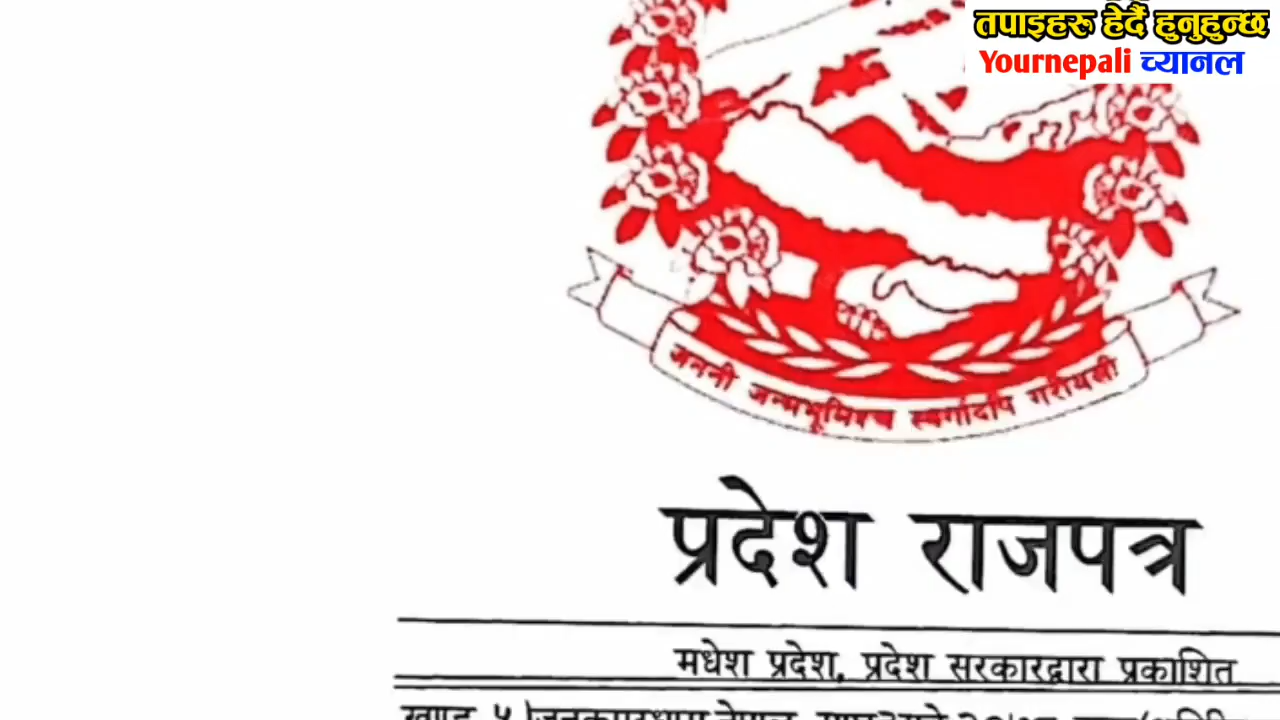 तपाइहरू हेर्दै हुनुहुन्छ
Yournepali च्यानल
जननी जन्मभूमिश्च स्वर्गादपि गरीयसी
प्रदेश राजपत्र
मधेश प्रदेश, प्रदेश सरकारद्वारा प्रकाशित